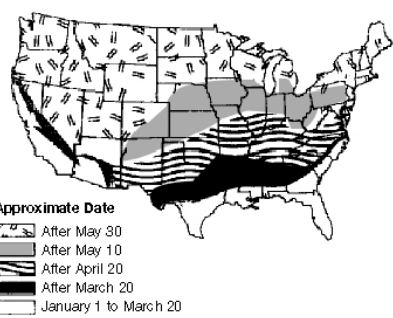 Approximate Date
After May 30
After May 10
After April 20
After March 20
January 1 to March 20